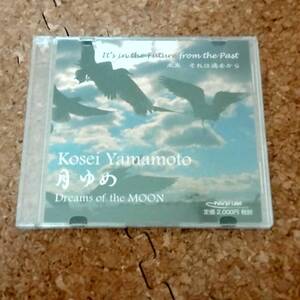 It's in the Future from the Past
未来 それは過去から
Kosei Yamamoto
月ゆめ
Dreams of the MOON
定価 2,000円 税別